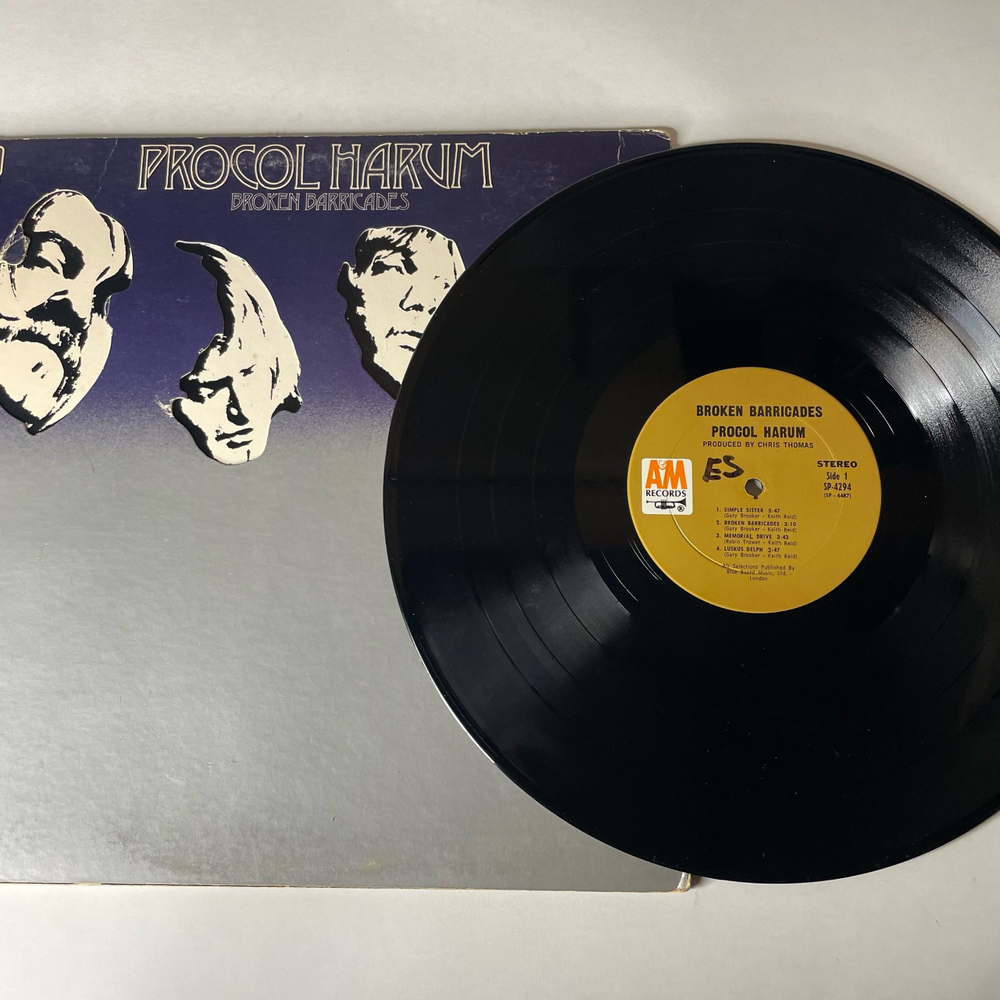 PROCOL HARUM
BROKEN BARRICADES
BROKEN BARRICADES
PROCOL HARUM
PRODUCED BY CHRIS THOMAS
ES
A&M
RECORDS
®
STEREO
Side 1
SP-4294
(SP - 4487)
1. SIMPLE SISTER 5:47
(Gary Brooker - Keith Reid)
2. BROKEN BARRICADES 3:10
(Gary Brooker - Keith Reid)
3. MEMORIAL DRIVE 3:43
(Robin Trower - Keith Reid)
4. LUSKUS DELPH 3:47
(Gary Brooker - Keith Reid)
All Selections Published By
Blue Beard Music, Ltd. -
London